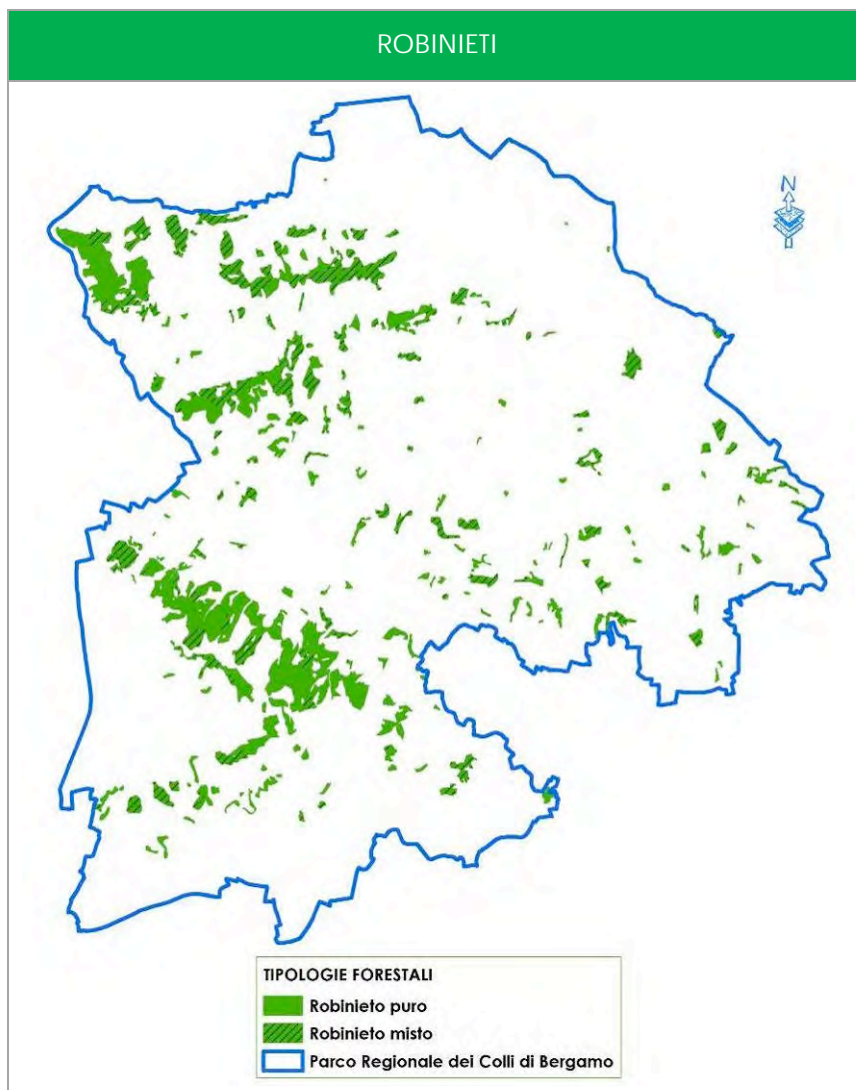 ROBINIETI
N
TIPOLOGIE FORESTALI
Robinieto puro
Robinieto misto
Parco Regionale dei Colli di Bergamo